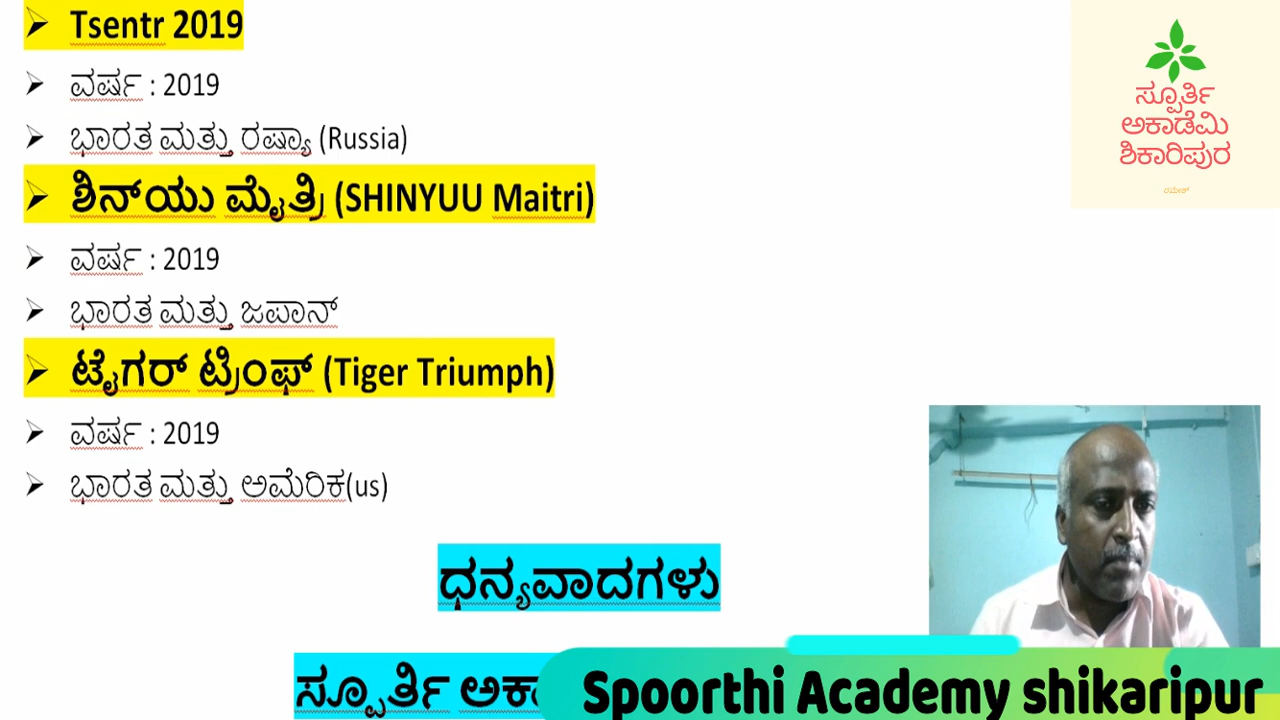 Tsentr 2019
ವರ್ಷ : 2019
ಭಾರತ ಮತ್ತು ರಷ್ಯಾ (Russia)
ಶಿನ್‌ಯು ಮೈತ್ರಿ (SHINYUU Maitri)
ವರ್ಷ : 2019
ಭಾರತ ಮತ್ತು ಜಪಾನ್
ಟೈಗರ್ ಟ್ರಿಂಫ್ (Tiger Triumph)
ವರ್ಷ : 2019
ಭಾರತ ಮತ್ತು ಅಮೆರಿಕ(us)
ಧನ್ಯವಾದಗಳು
ಸ್ಪೂರ್ತಿ
Spoorthi Academy shikaripur
ಸ್ಪೂರ್ತಿ
ಅಕಾಡೆಮಿ
ಶಿಕಾರಿಪುರ
ರಮೇಶ್